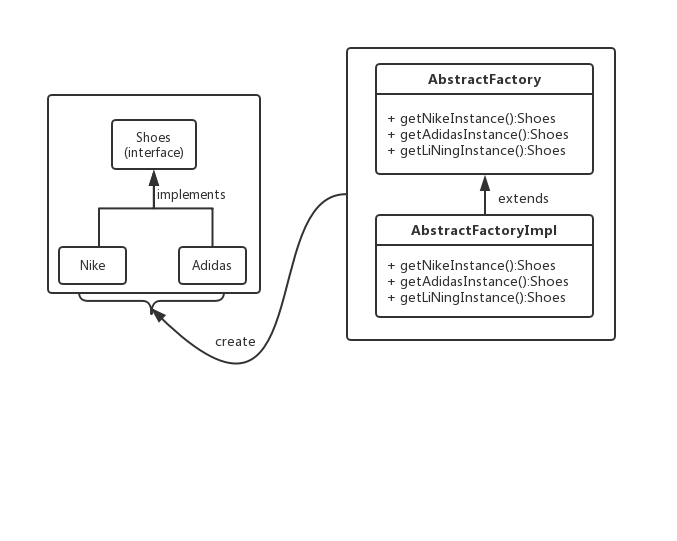 Shoes
(interface)
implements
Nike
Adidas
create
AbstractFactory
+ getNikeInstance():Shoes
+ getAdidasInstance():Shoes
+ getLiNingInstance():Shoes
extends
AbstractFactoryImpl
+ getNikeInstance():Shoes
+ getAdidasInstance():Shoes
+ getLiNingInstance():Shoes